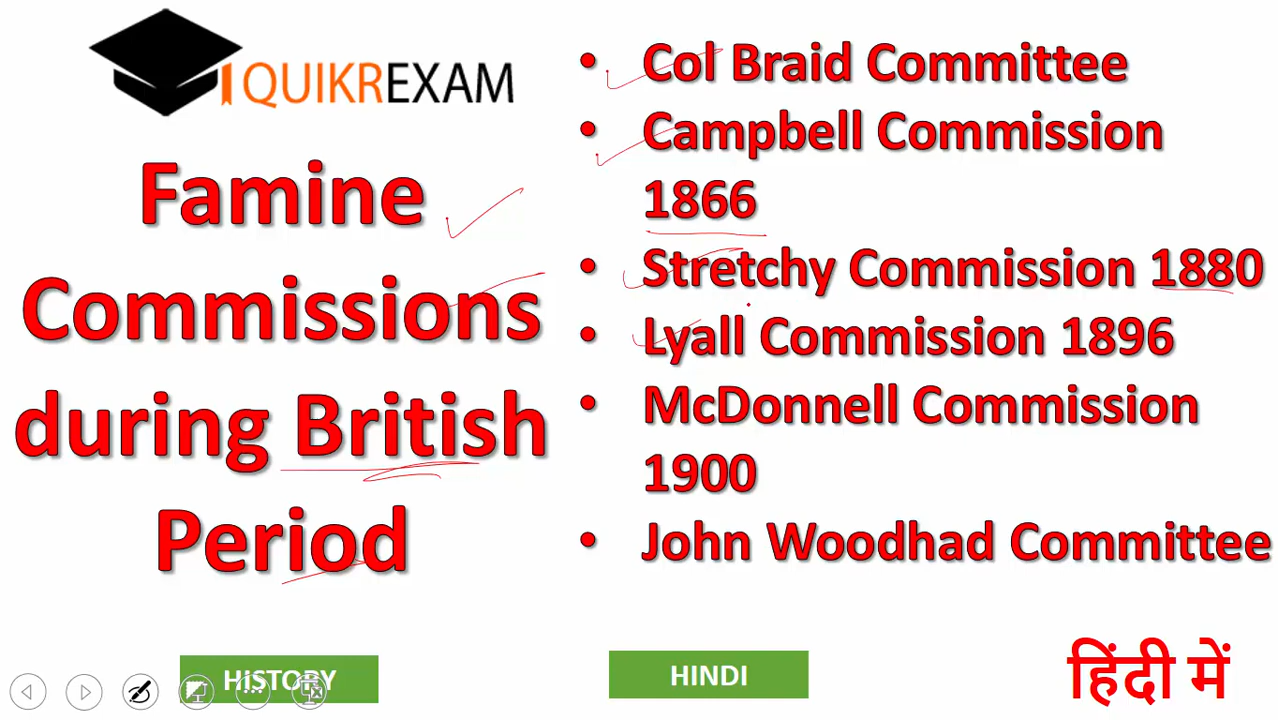 QUIKREXAM
Famine
Commissions
during British
Period
• Col Braid Committee
• Campbell Commission
1866
• Stretchy Commission 1880
• Lyall Commission 1896
• McDonnell Commission
1900
• John Woodhad Committee
HISTORY
HINDI
हिंदी में